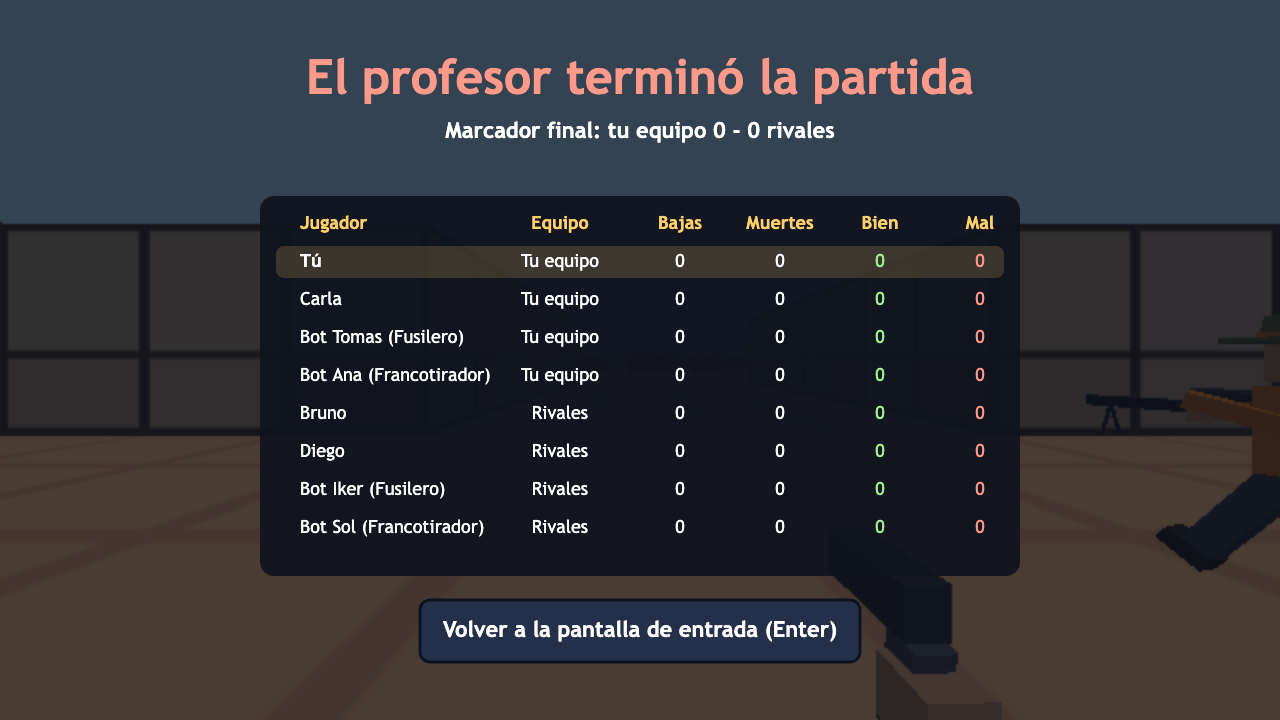 El profesor terminó la partida
Marcador final: tu equipo 0 - 0 rivales
Jugador Equipo Bajas Muertes Bien Mal
Tú Tu equipo 0 0 0 0
Carla Tu equipo 0 0 0 0
Bot Tomas (Fusilero) Tu equipo 0 0 0 0
Bot Ana (Francotirador) Tu equipo 0 0 0 0
Bruno Rivales 0 0 0 0
Diego Rivales 0 0 0 0
Bot Iker (Fusilero) Rivales 0 0 0 0
Bot Sol (Francotirador) Rivales 0 0 0 0
Volver a la pantalla de entrada (Enter)